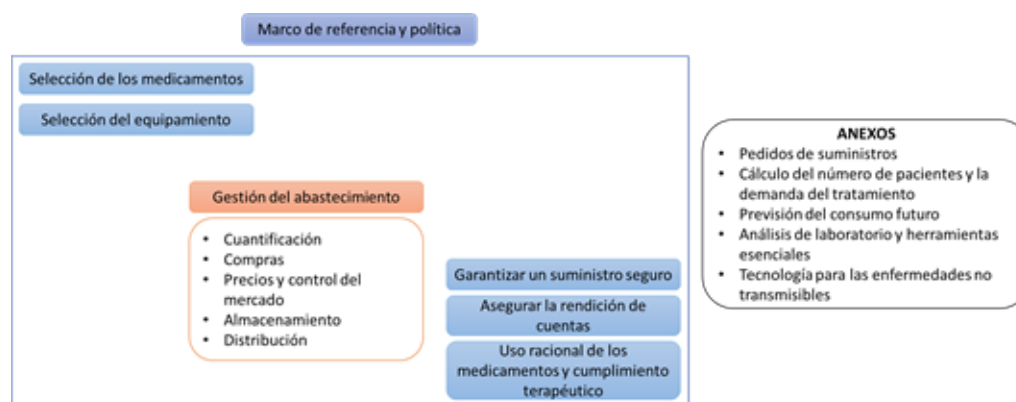 Marco de referencia y política
Selección de los medicamentos
Selección del equipamiento
Gestión del abastecimiento
• Cuantificación
• Compras
• Precios y control del
mercado
• Almacenamiento
• Distribución
Garantizar un suministro seguro
Asegurar la rendición de
cuentas
Uso racional de los
medicamentos y cumplimiento
terapéutico
ANEXOS
• Pedidos de suministros
• Cálculo del número de pacientes y la
demanda del tratamiento
• Previsión del consumo futuro
• Análisis de laboratorio y herramientas
esenciales
• Tecnología para las enfermedades no
transmisibles